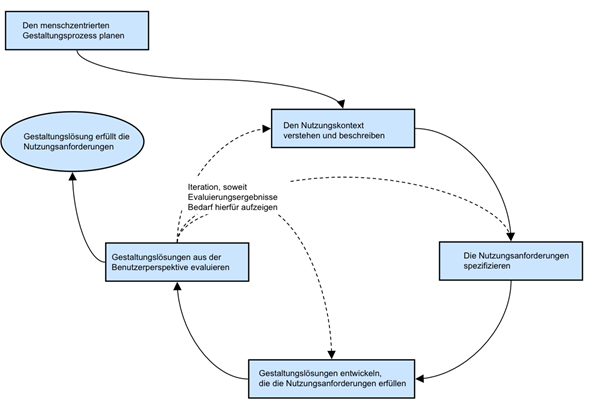 Den menschzentrierten
Gestaltungsprozess planen
Gestaltungslösung erfüllt die
Nutzungsanforderungen
Den Nutzungskontext
verstehen und beschreiben
Iteration, soweit
Evaluierungsergebnisse
Bedarf hierfür aufzeigen
Gestaltungslösungen aus der
Benutzerperspektive evaluieren
Die Nutzungsanforderungen
spezifizieren
Gestaltungslösungen entwickeln,
die die Nutzungsanforderungen erfüllen